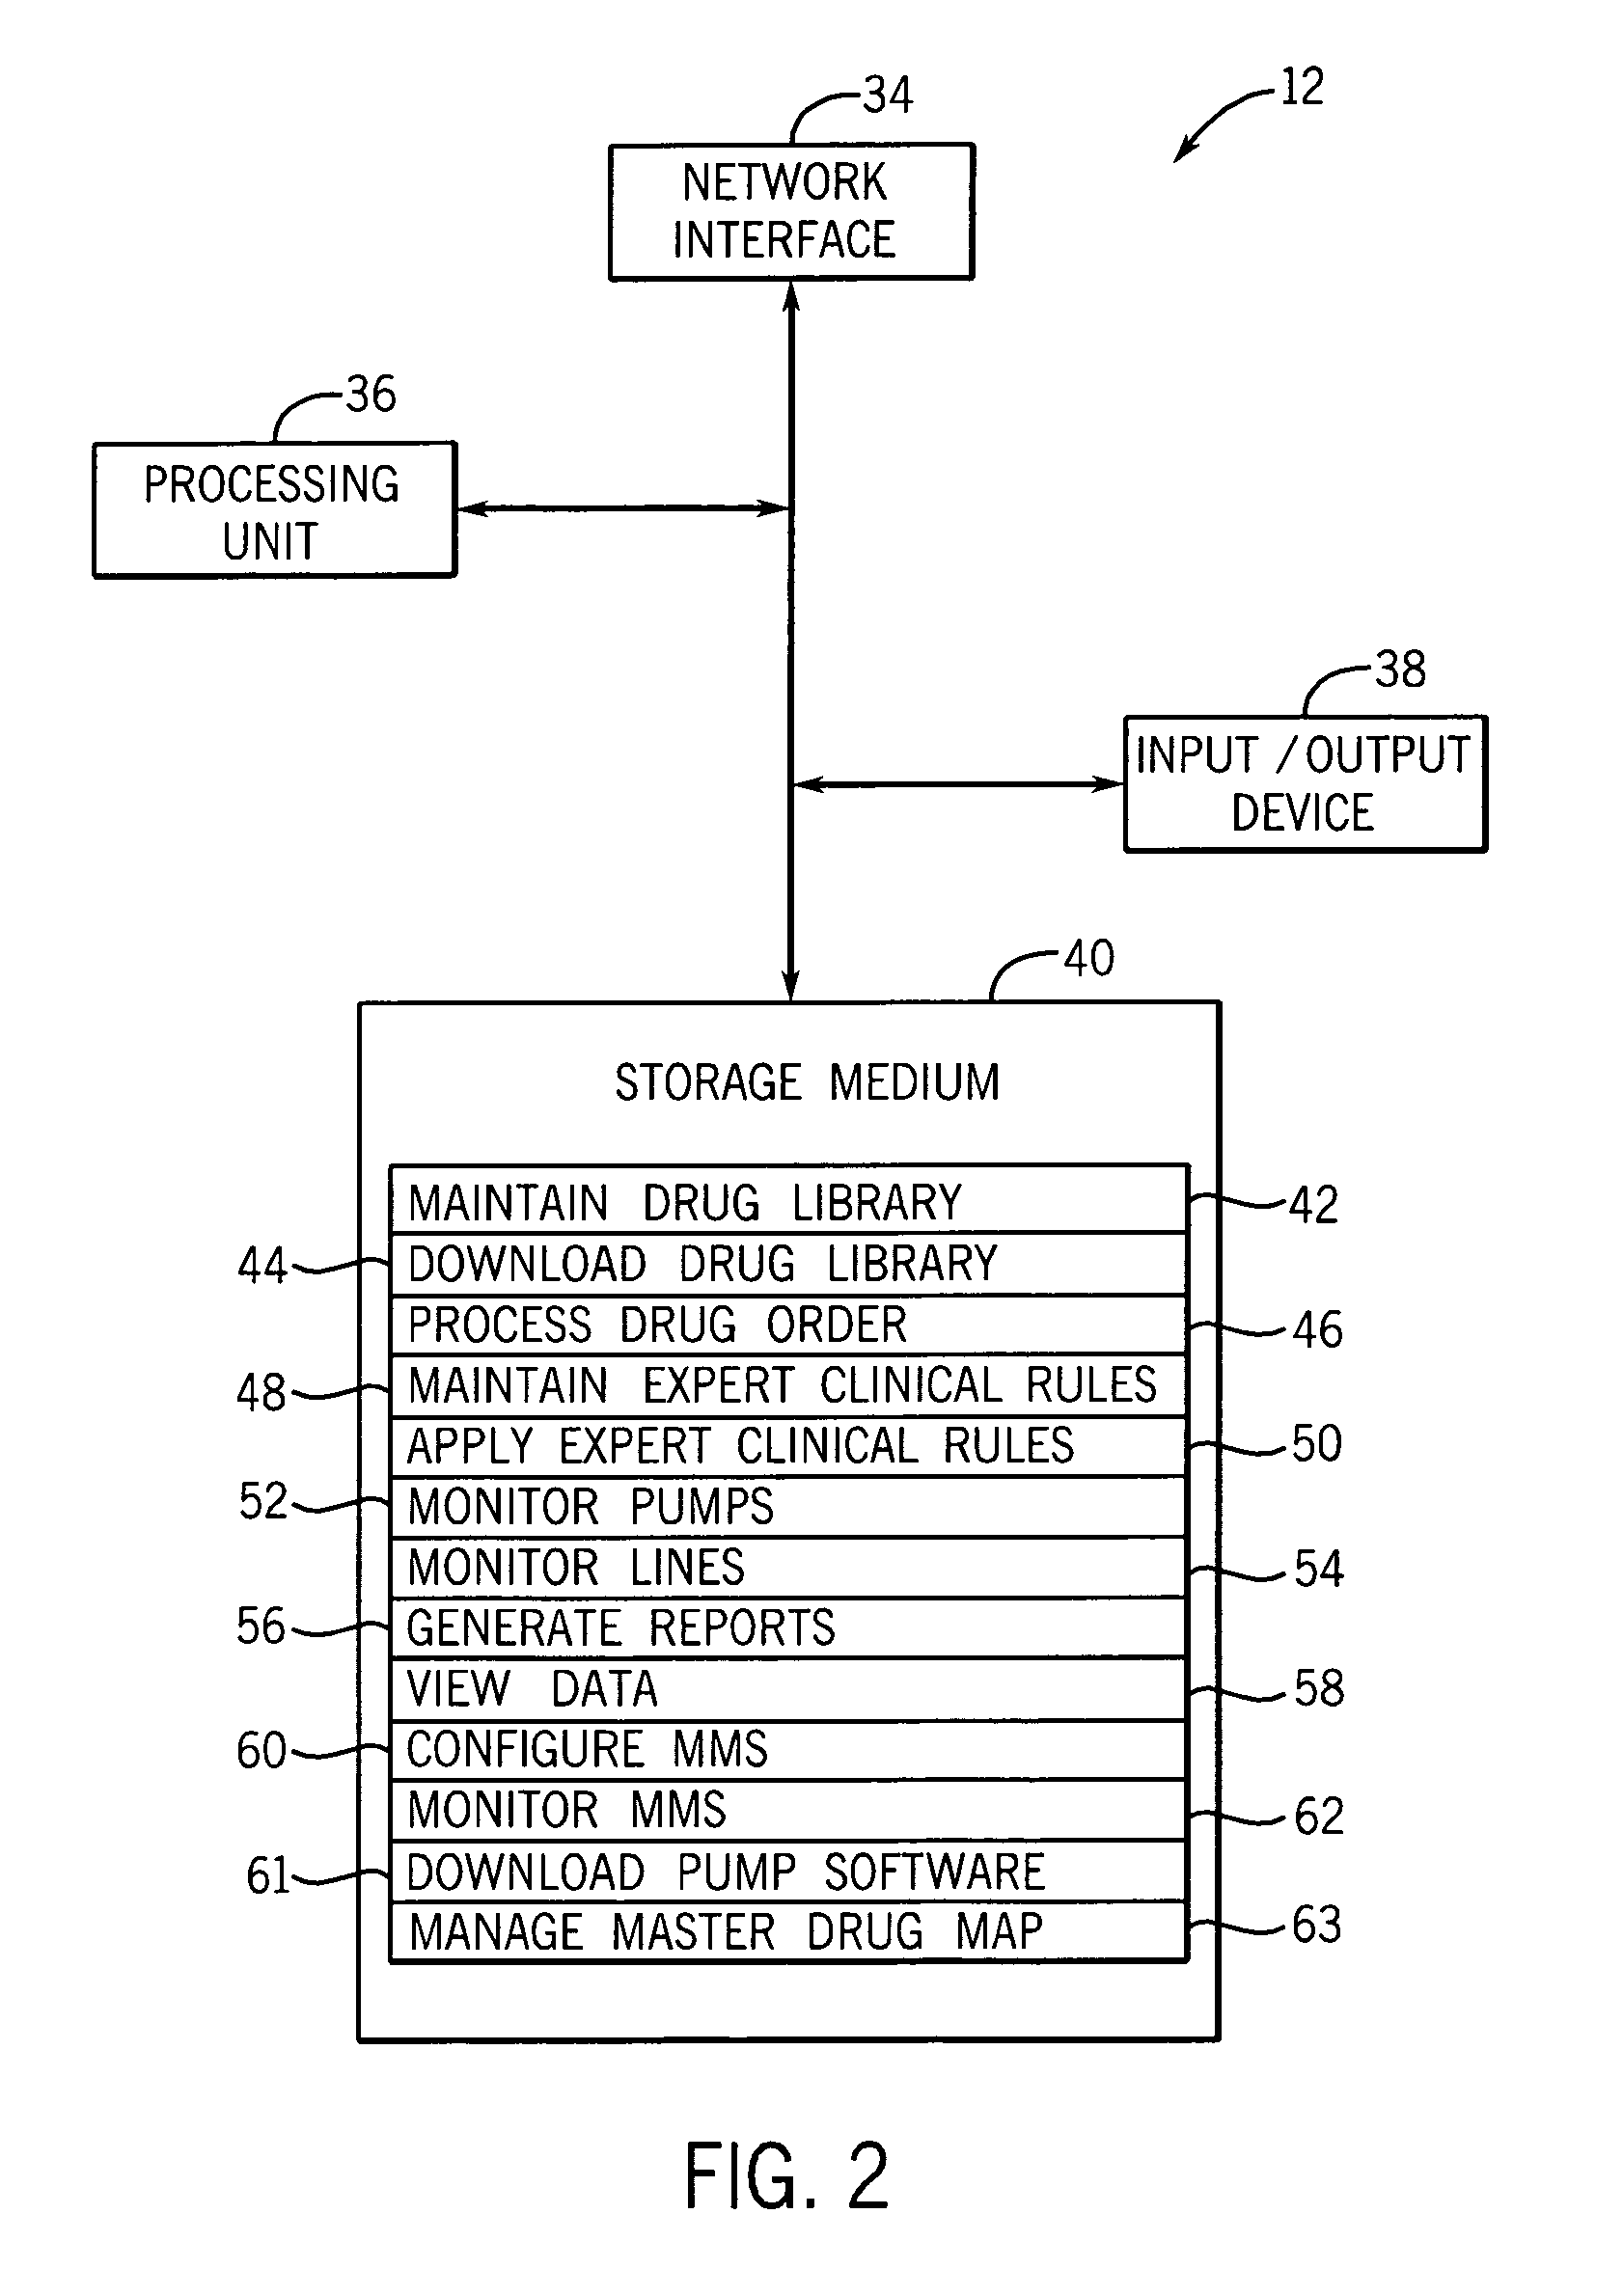 34
12
NETWORK
INTERFACE
36
PROCESSING
UNIT
38
INPUT /OUTPUT
DEVICE
40
STORAGE MEDIUM
MAINTAIN DRUG LIBRARY 42
44 DOWNLOAD DRUG LIBRARY
PROCESS DRUG ORDER 46
48 MAINTAIN EXPERT CLINICAL RULES
APPLY EXPERT CLINICAL RULES 50
52 MONITOR PUMPS
MONITOR LINES 54
56 GENERATE REPORTS
VIEW DATA 58
60 CONFIGURE MMS
MONITOR MMS 62
61 DOWNLOAD PUMP SOFTWARE
MANAGE MASTER DRUG MAP 63
FIG. 2